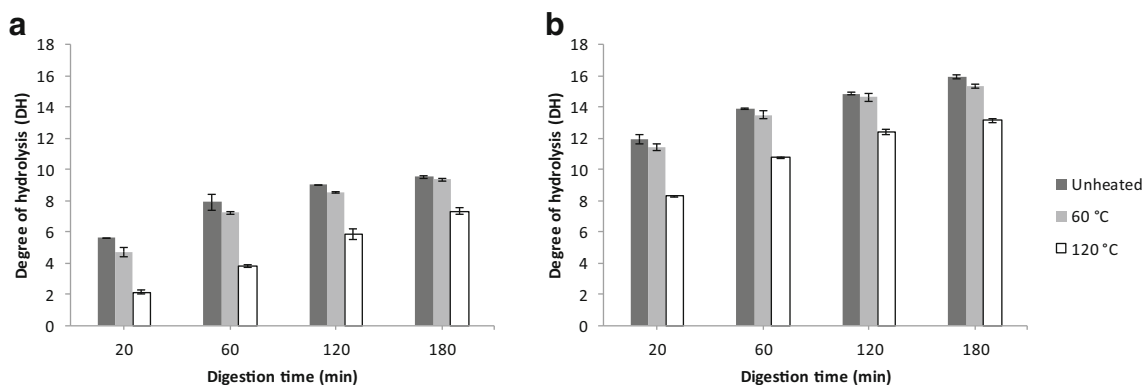 a
18
16
14
12
10
8
6
4
2
0
Degree of hydrolysis (DH)
20 60 120 180
Digestion time (min)
b
18
16
14
12
10
8
6
4
2
0
Degree of hydrolysis (DH)
20 60 120 180
Digestion time (min)
Unheated
60 °C
120 °C